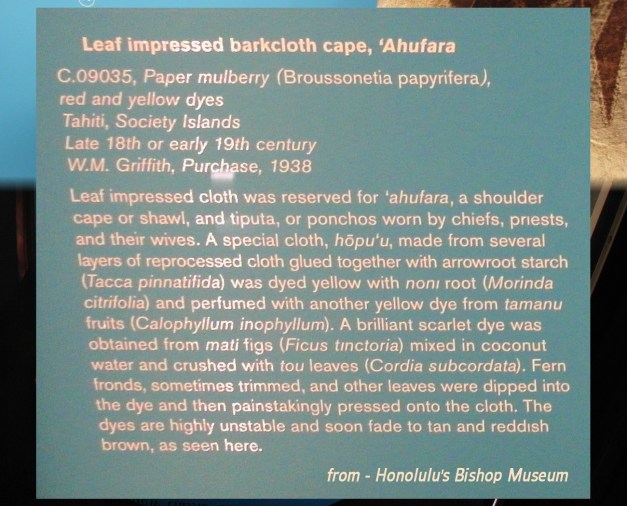 Leaf impressed barkcloth cape, 'Ahufara
C.09035, Paper mulberry (Broussonetia papyrifera),
red and yellow dyes
Tahiti, Society Islands
Late 18th or early 19th century
W.M. Griffith, Purchase, 1938
Leaf impressed cloth was reserved for 'ahufara, a shoulder
cape or shawl, and tiputa, or ponchos worn by chiefs, priests,
and their wives. A special cloth, hōpu'u, made from several
layers of reprocessed cloth glued together with arrowroot starch
(Tacca pinnatifida) was dyed yellow with noni root (Morinda
citrifolia) and perfumed with another yellow dye from tamanu
fruits (Calophyllum inophyllum). A brilliant scarlet dye was
obtained from mati figs (Ficus tinctoria) mixed in coconut
water and crushed with tou leaves (Cordia subcordata). Fern
fronds, sometimes trimmed, and other leaves were dipped into
the dye and then painstakingly pressed onto the cloth. The
dyes are highly unstable and soon fade to tan and reddish
brown, as seen here.
from - Honolulu's Bishop Museum